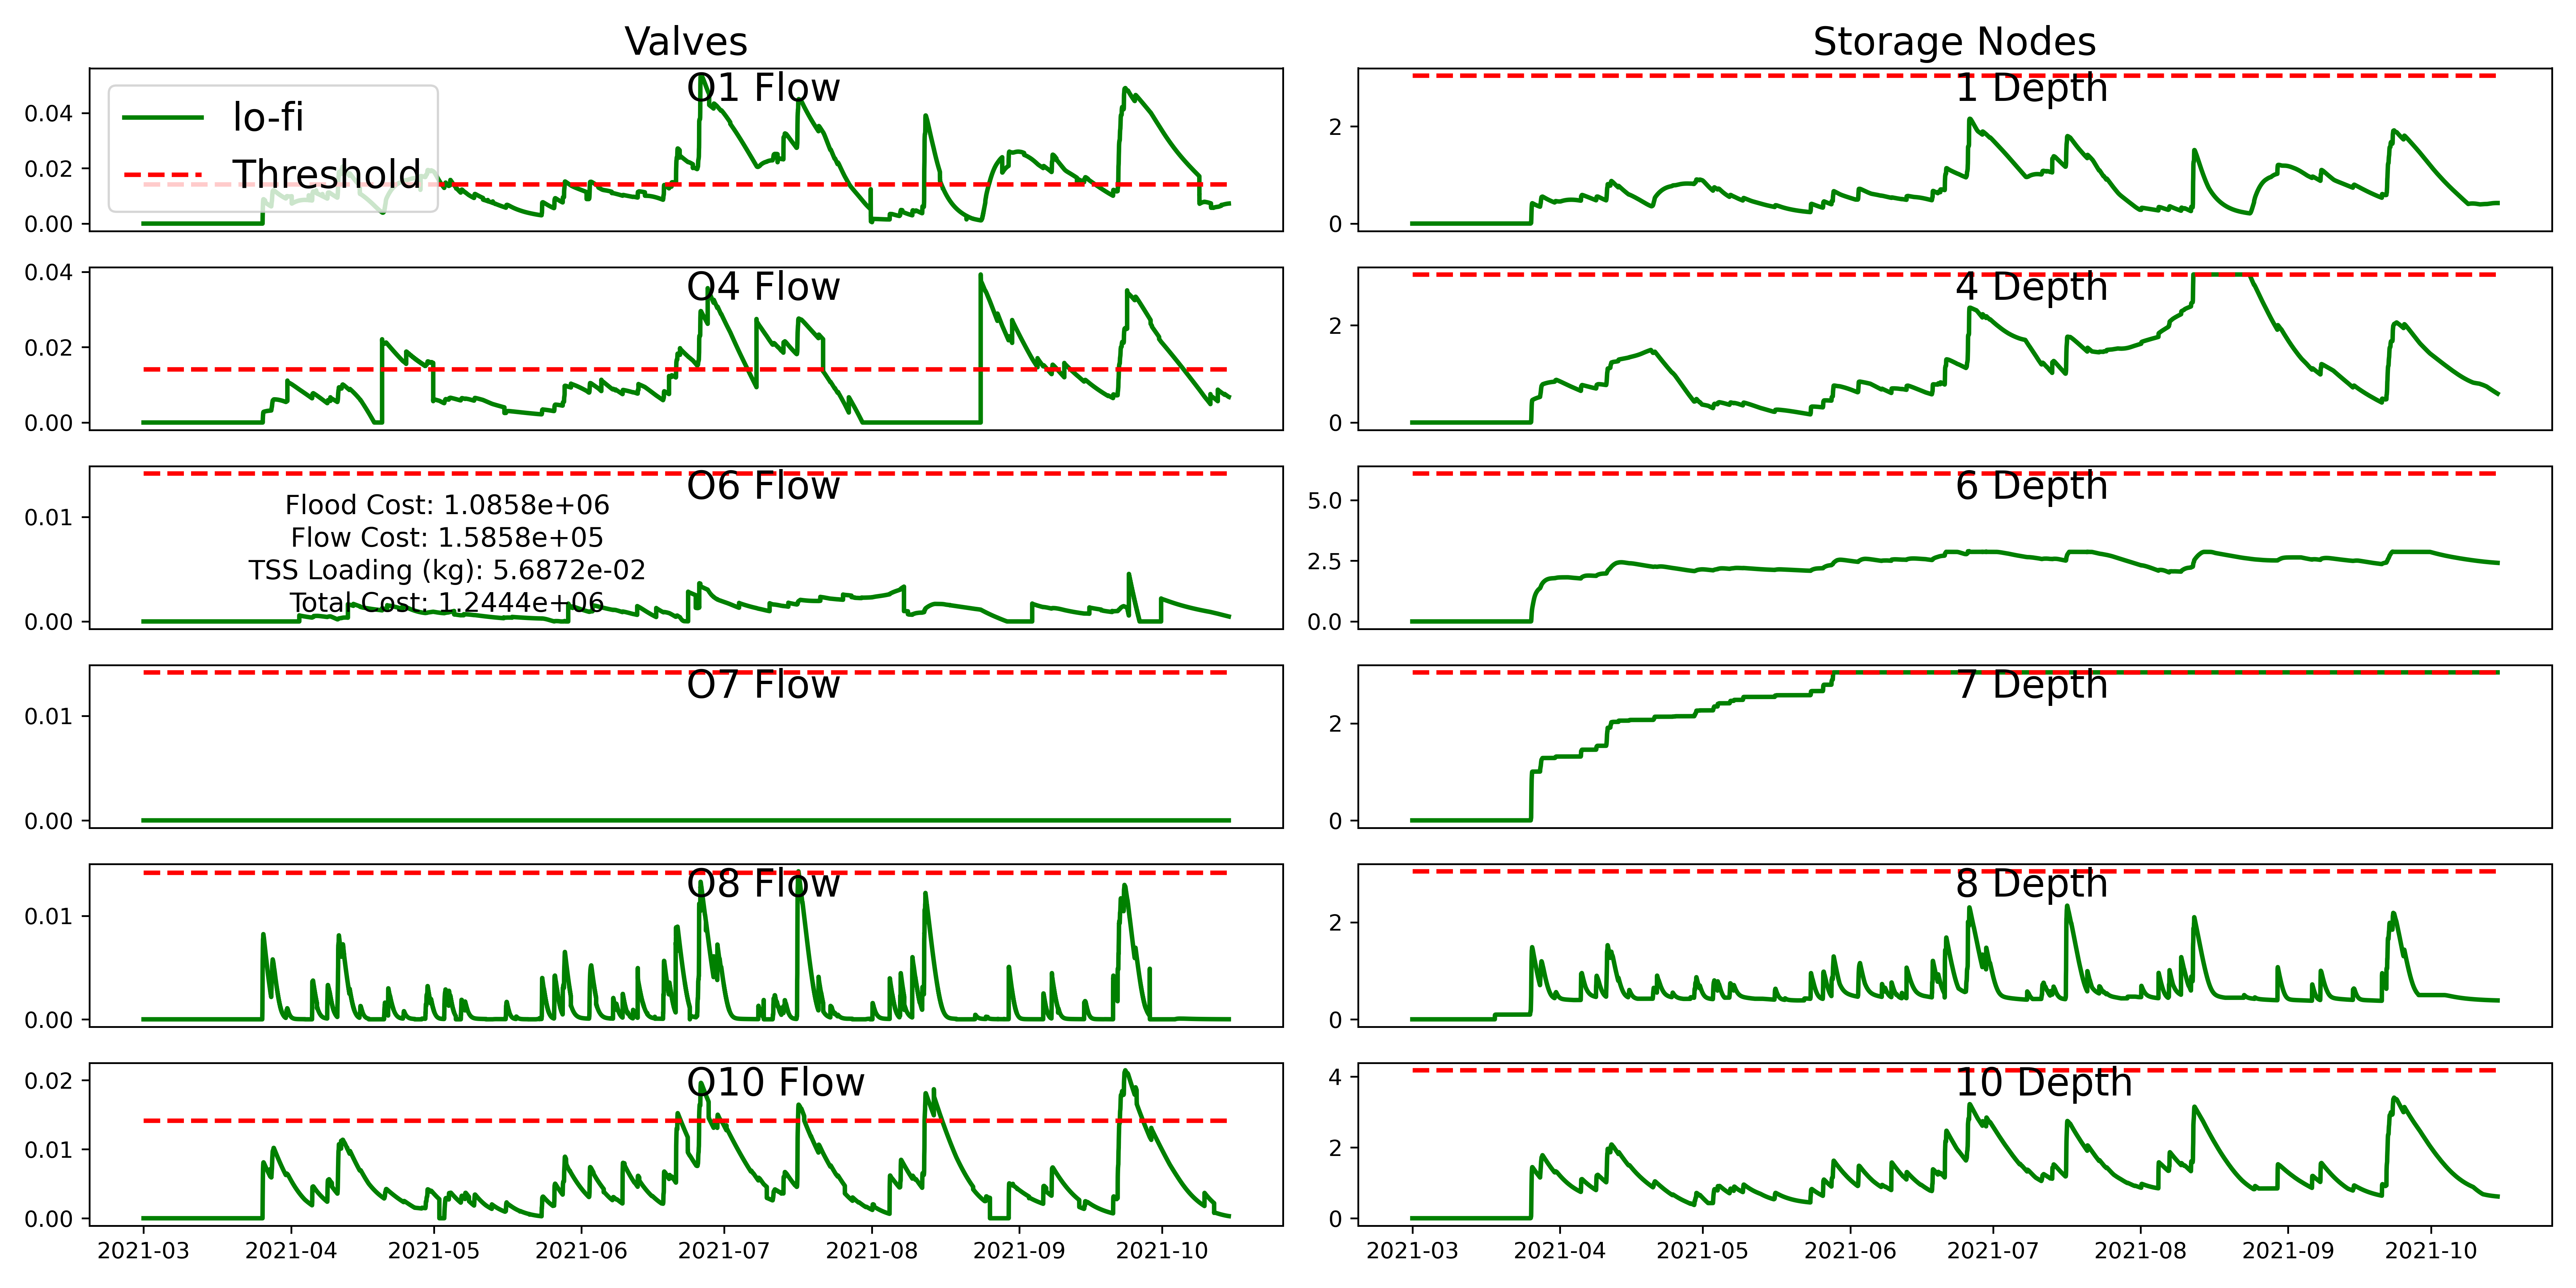 Valves
Storage Nodes
O1 Flow
0.04
0.02
0.00
lo-fi
Threshold
1 Depth
2
0
O4 Flow
0.04
0.02
0.00
4 Depth
2
0
O6 Flow
0.01
0.00
Flood Cost: 1.0858e+06
Flow Cost: 1.5858e+05
TSS Loading (kg): 5.6872e-02
Total Cost: 1.2444e+06
6 Depth
5.0
2.5
0.0
O7 Flow
0.01
0.00
7 Depth
2
0
O8 Flow
0.01
0.00
8 Depth
2
0
O10 Flow
0.02
0.01
0.00
2021-03 2021-04 2021-05 2021-06 2021-07 2021-08 2021-09 2021-10
10 Depth
4
2
0
2021-03 2021-04 2021-05 2021-06 2021-07 2021-08 2021-09 2021-10